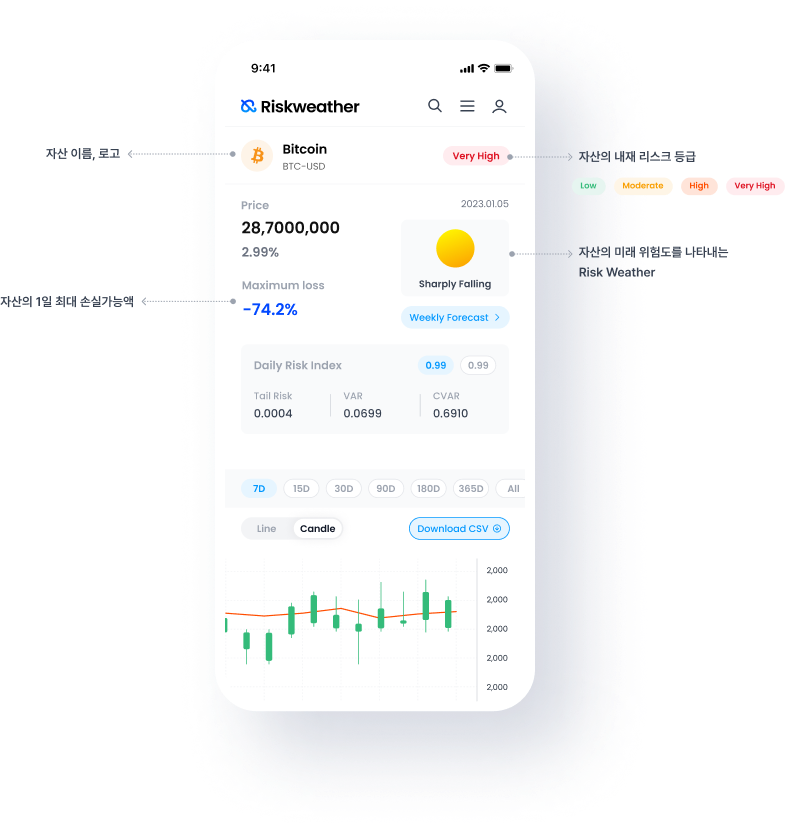 9:41
Riskweather
자산 이름, 로고
Bitcoin
BTC-USD
Very High
자산의 내재 리스크 등급
Low
Moderate
High
Very High
Price
2023.01.05
28,7000,000
2.99%
자산의 미래 위험도를 나타내는
Risk Weather
Sharply Falling
Maximum loss
자산의 1일 최대 손실가능액
-74.2%
Weekly Forecast
Daily Risk Index
0.99
0.99
Tail Risk
VAR
CVAR
0.0004
0.0699
0.6910
7D
15D
30D
90D
180D
365D
All
Line
Candle
Download CSV
2,000
2,000
2,000
2,000
2,000